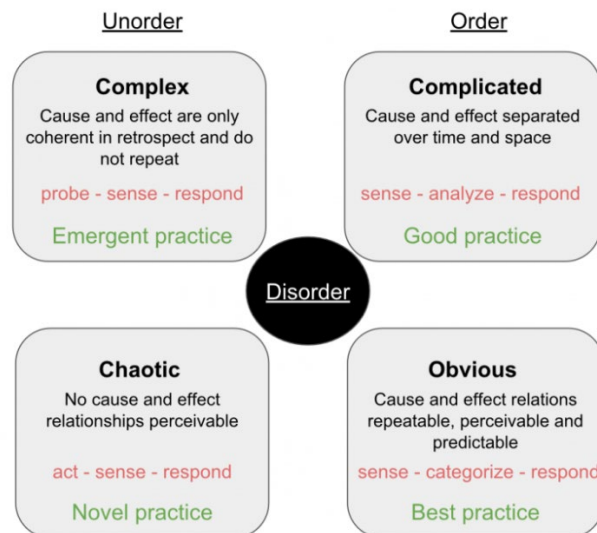 Unorder
Order
Complex
Cause and effect are only
coherent in retrospect and do
not repeat
probe - sense - respond
Emergent practice
Complicated
Cause and effect separated
over time and space
sense - analyze - respond
Good practice
Disorder
Chaotic
No cause and effect
relationships perceivable
act - sense - respond
Novel practice
Obvious
Cause and effect relations
repeatable, perceivable and
predictable
sense - categorize - respond
Best practice